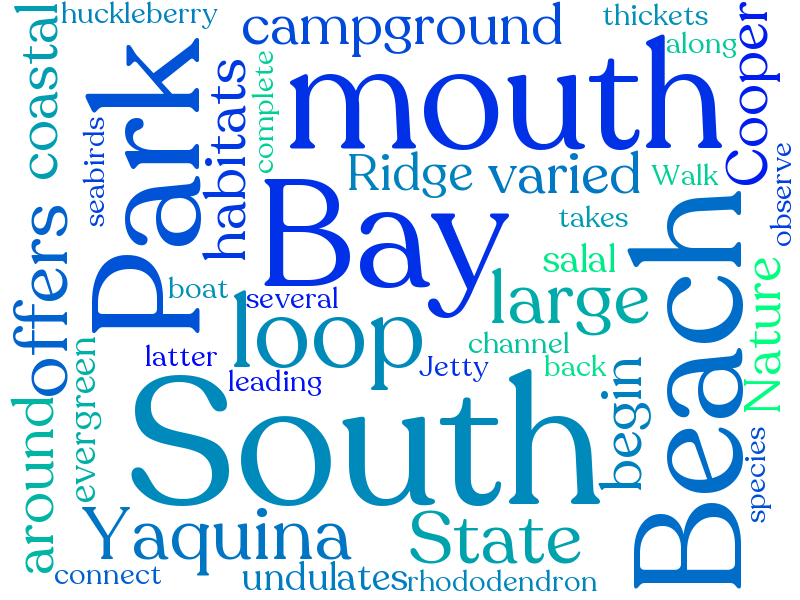 huckleberry
campground
thickets
along
coastal
Park
habitats
complete
mouth
Cooper
seabirds
Ridge
varied
Walk
observe
Bay
takes
offers
boat
several
salal
large
Beach
Nature
loop
channel
latter
leading
Jetty
back
begin
evergreen
around
South
species
Yaquina
State
connect
undulates
rhododendron